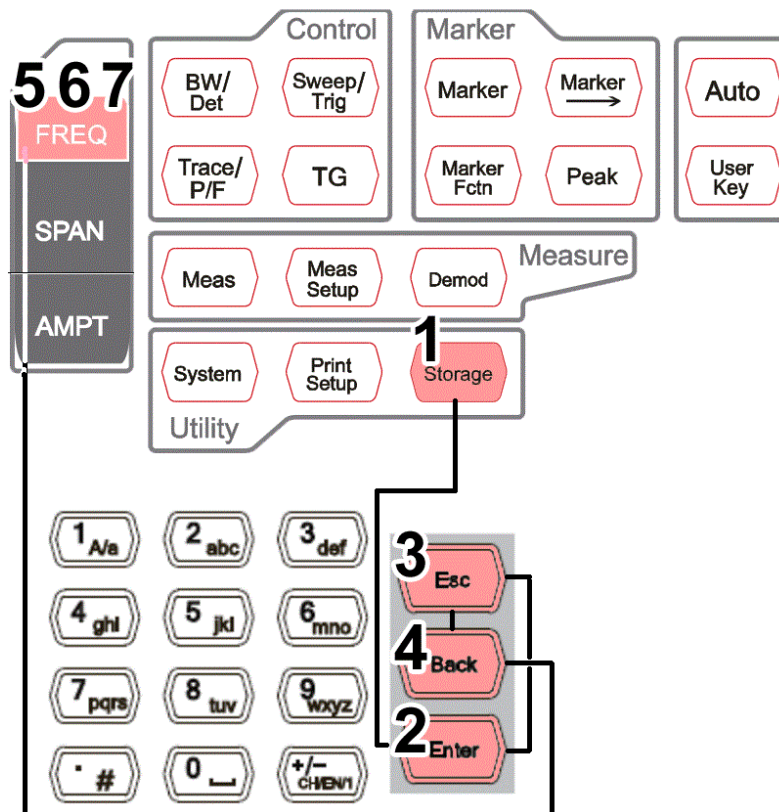 Control
Marker
5 6 7
FREQ
SPAN
AMPT
BW/
Det
Sweep/
Trig
Trace/
P/F
TG
Marker
Marker
→
Marker
Fctn
Peak
Auto
User
Key
Meas
Meas
Setup
Demod
Measure
1
System
Print
Setup
Storage
Utility
1 A/a
2 abc
3 def
4 ghi
5 jkl
6 mno
7 pqrs
8 tuv
9 wxyz
. #
0
+/-
CH/EN/1
3
Esc
4
Back
2
Enter